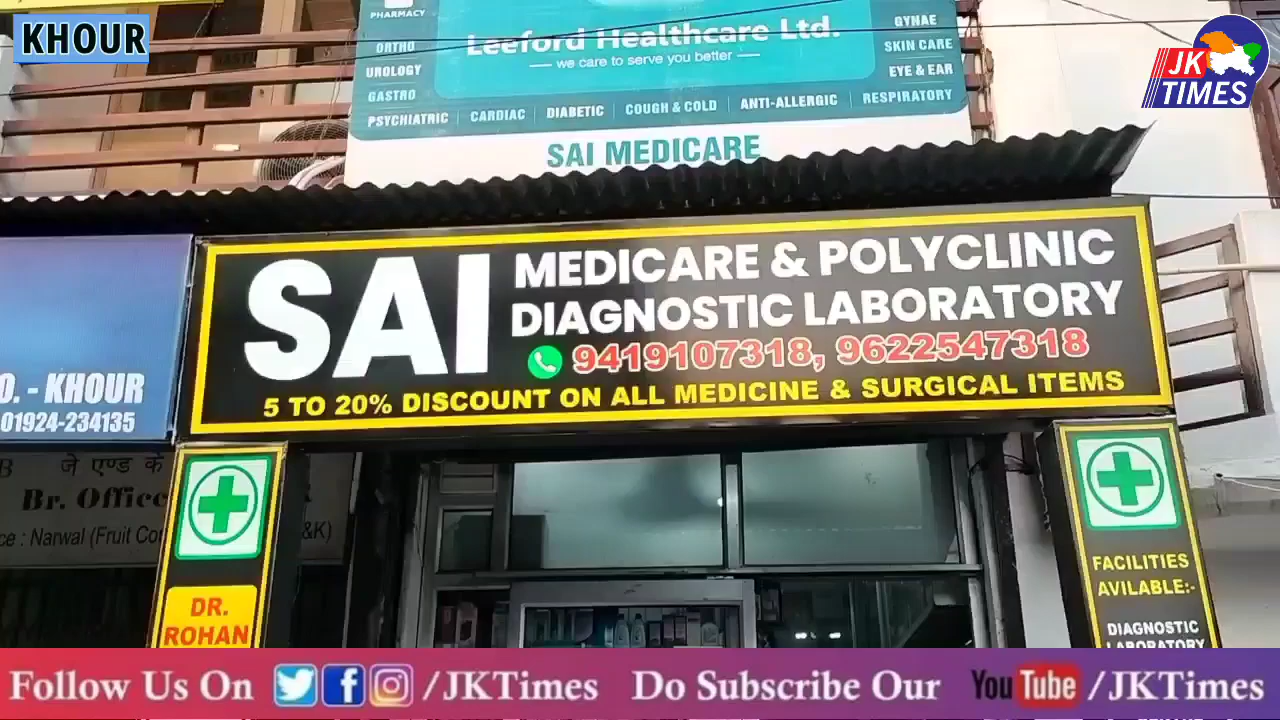 KHOUR
JK
TIMES
PHARMACY
ORTHO
UROLOGY
GASTRO
PSYCHIATRIC
CARDIAC
DIABETIC
COUGH & COLD
ANTI-ALLERGIC
RESPIRATORY
GYNAE
SKIN CARE
EYE & EAR
Leeford Healthcare Ltd.
we care to serve you better
SAI MEDICARE
SAI
MEDICARE & POLYCLINIC
DIAGNOSTIC LABORATORY
9419107318, 9622547318
5 TO 20% DISCOUNT ON ALL MEDICINE & SURGICAL ITEMS
O. - KHOUR
01924-234135
जे एण्ड के
Br. Office
Narwal (Fruit
&K)
DR.
ROHAN
FACILITIES
AVILABLE:-
DIAGNOSTIC
LABORATORY
Follow Us On /JKTimes Do Subscribe Our YouTube /JKTimes